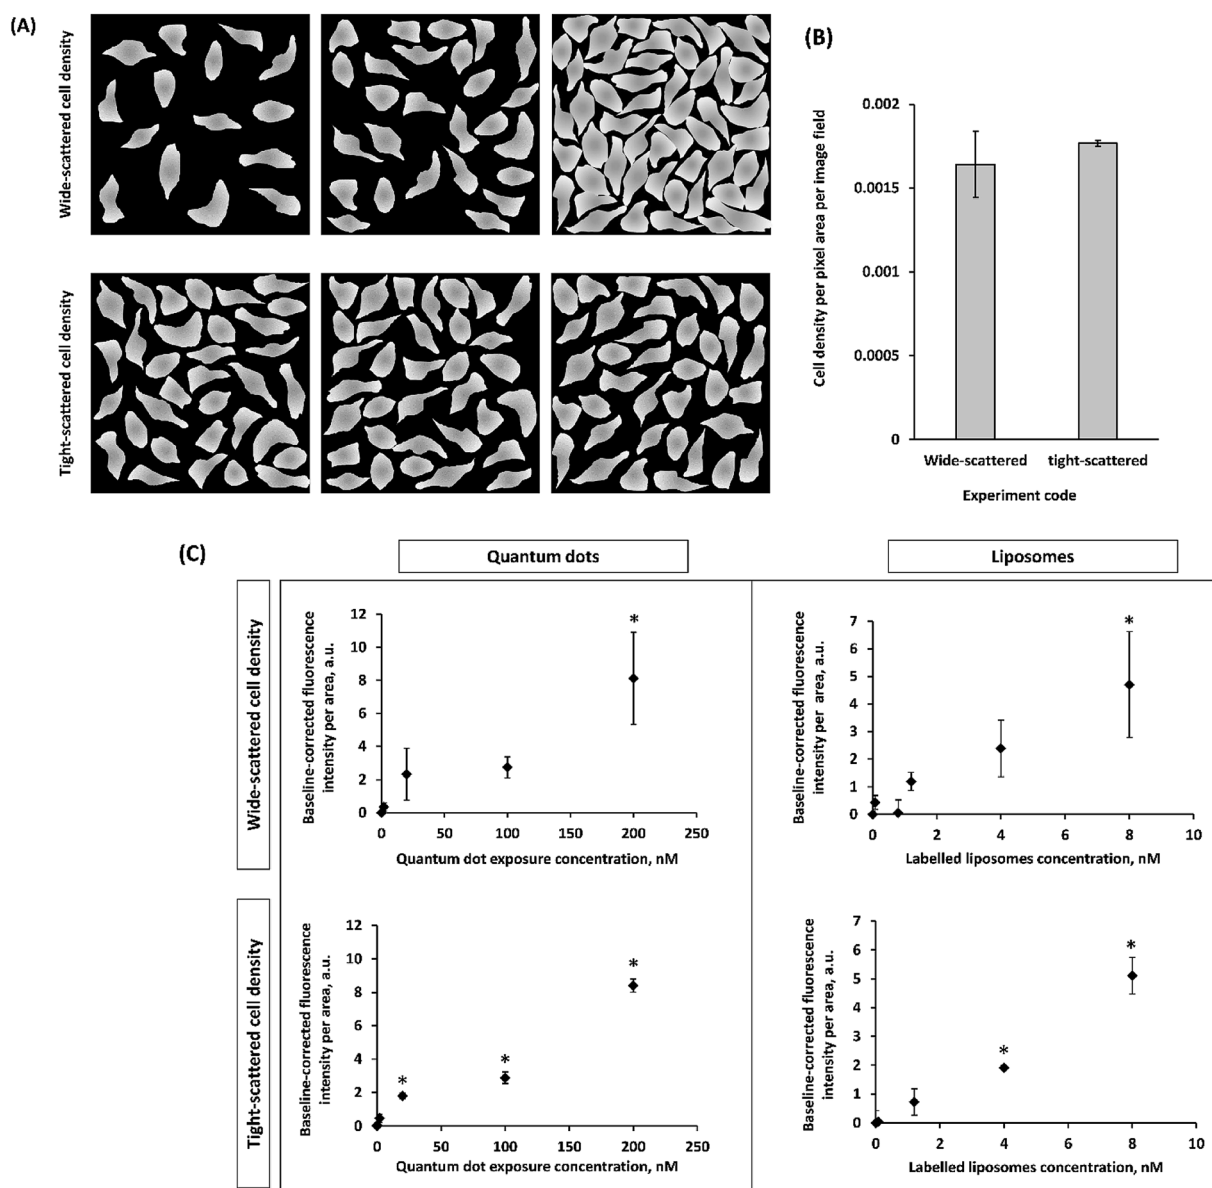 (A)
Wide-scattered cell density
Tight-scattered cell density
(B)
Cell density per pixel area per image field
0.002
0.0015
0.001
0.0005
0
Wide-scattered
tight-scattered
Experiment code
(C)
Quantum dots
Liposomes
Wide-scattered cell density
Baseline-corrected fluorescence
intensity per area, a.u.
12
10
8
6
4
2
0
*
0
50
100
150
200
250
Quantum dot exposure concentration, nM
Baseline-corrected fluorescence
intensity per area, a.u.
7
6
5
4
3
2
1
0
*
0
2
4
6
8
10
Labelled liposomes concentration, nM
Tight-scattered cell density
Baseline-corrected fluorescence
intensity per area, a.u.
12
10
8
6
4
2
0
*
*
*
0
50
100
150
200
250
Quantum dot exposure concentration, nM
Baseline-corrected fluorescence
intensity per area, a.u.
7
6
5
4
3
2
1
0
*
*
0
2
4
6
8
10
Labelled liposomes concentration, nM